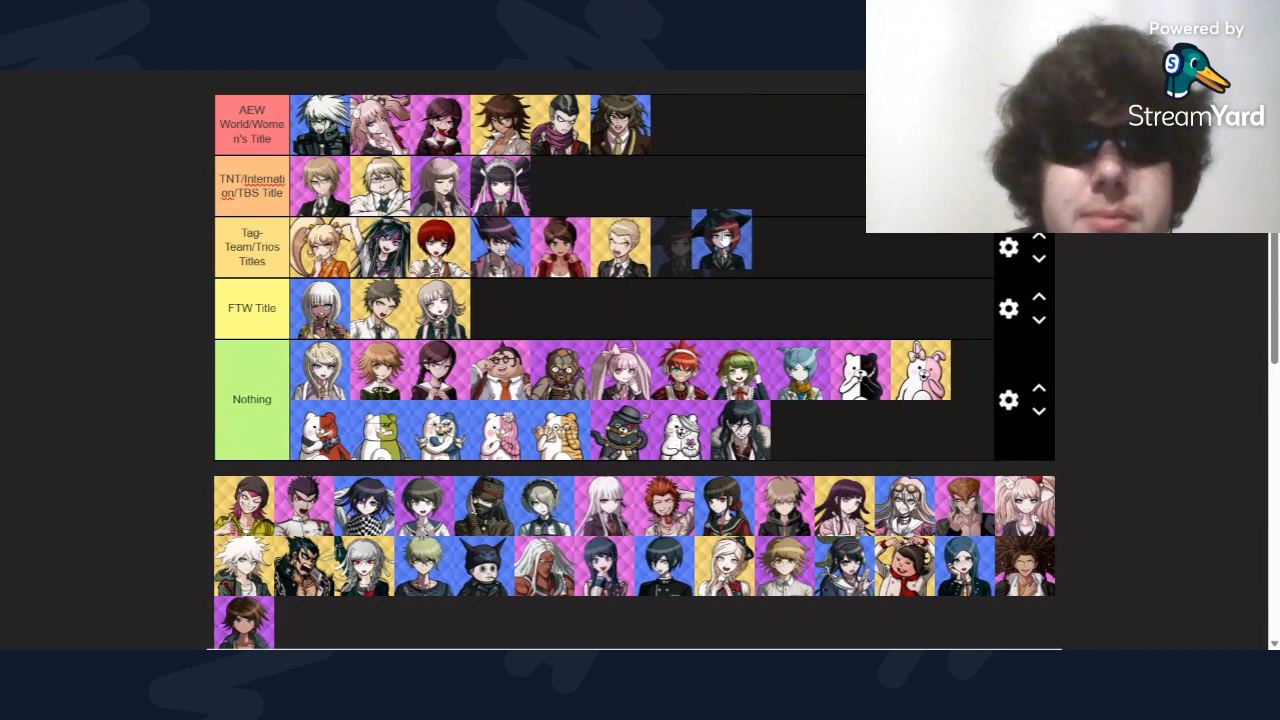 Powered by
S
StreamYard
AEW
World/Wome
n's Title
TNT/Internati
on/TBS Title
Tag-
Team/Trios
Titles
FTW Title
Nothing